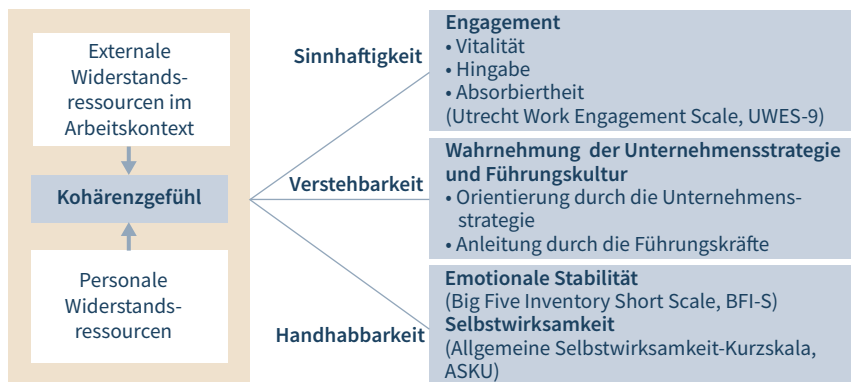 Externale
Widerstands-
ressourcen im
Arbeitskontext
Kohärenzgefühl
Personale
Widerstands-
ressourcen
Sinnhaftigkeit
Verstehbarkeit
Handhabbarkeit
Engagement
• Vitalität
• Hingabe
• Absorbiertheit
(Utrecht Work Engagement Scale, UWES-9)
Wahrnehmung der Unternehmensstrategie
und Führungskultur
• Orientierung durch die Unternehmens-
strategie
• Anleitung durch die Führungskräfte
Emotionale Stabilität
(Big Five Inventory Short Scale, BFI-S)
Selbstwirksamkeit
(Allgemeine Selbstwirksamkeit-Kurzskala,
ASKU)